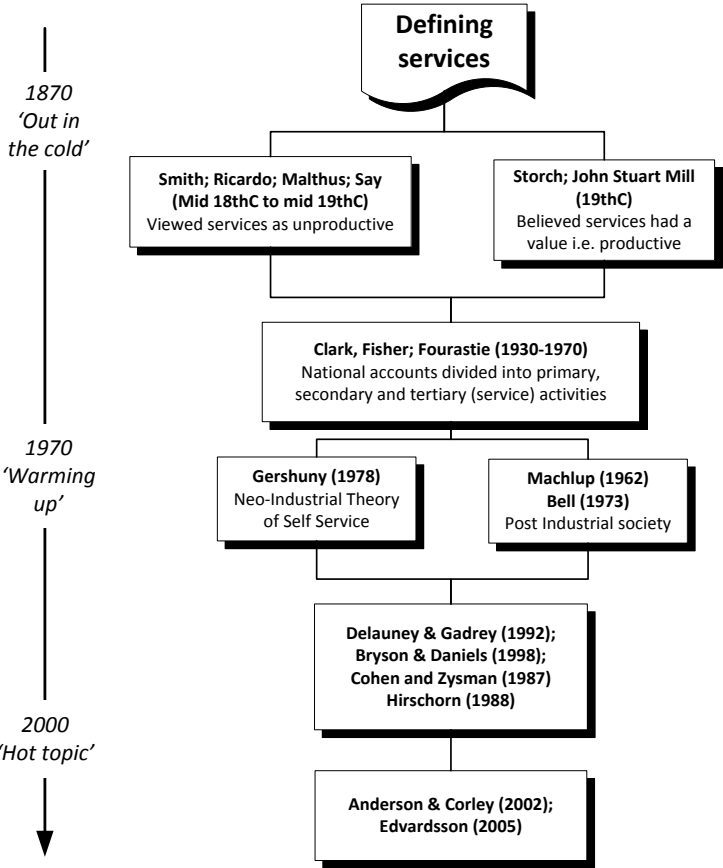 Defining
services
1870
‘Out in
the cold’
Smith; Ricardo; Malthus; Say
(Mid 18thC to mid 19thC)
Viewed services as unproductive
Storch; John Stuart Mill
(19thC)
Believed services had a
value i.e. productive
Clark, Fisher; Fourastie (1930-1970)
National accounts divided into primary,
secondary and tertiary (service) activities
1970
‘Warming
up’
Gershuny (1978)
Neo-Industrial Theory
of Self Service
Machlup (1962)
Bell (1973)
Post Industrial society
Delauney & Gadrey (1992);
Bryson & Daniels (1998);
Cohen and Zysman (1987)
Hirschorn (1988)
2000
‘Hot topic’
Anderson & Corley (2002);
Edvardsson (2005)